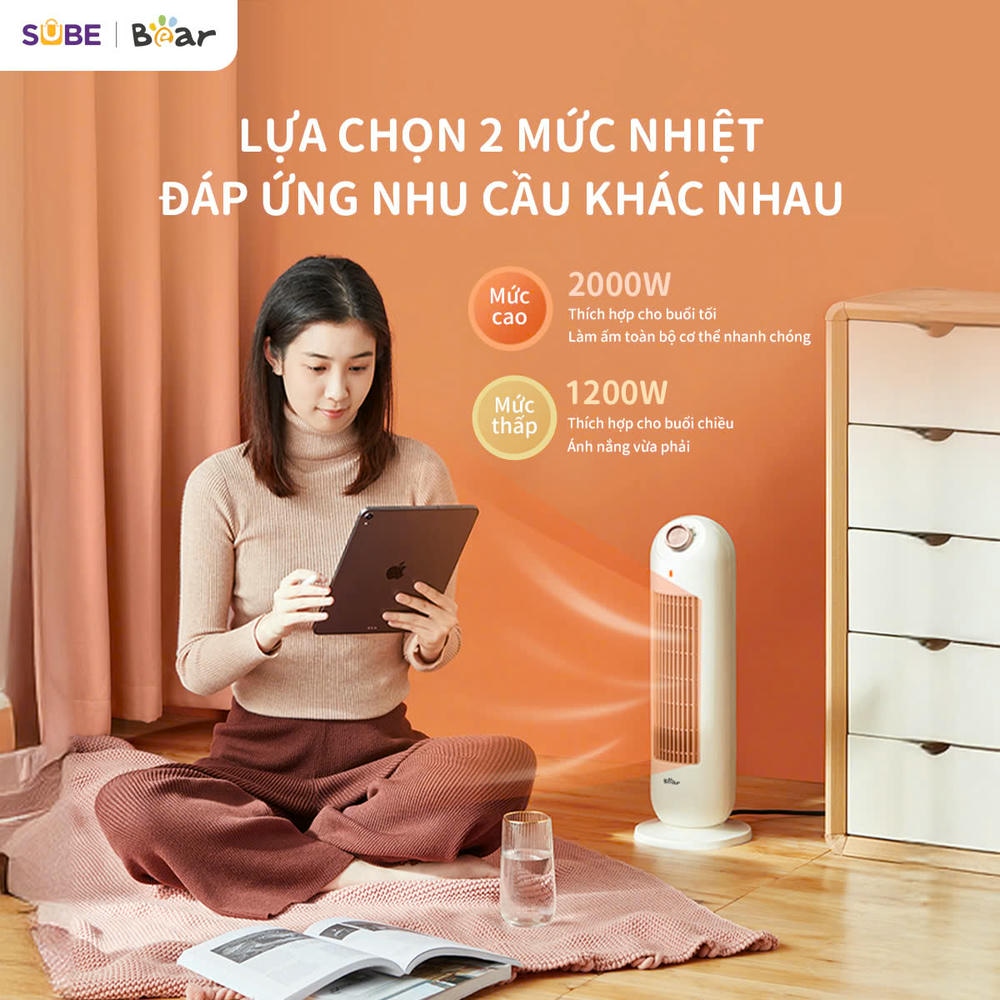 SUBE | Bear
LỰA CHỌN 2 MỨC NHIỆT
ĐÁP ỨNG NHU CẦU KHÁC NHAU
Mức
cao
2000W
Thích hợp cho buổi tối
Làm ấm toàn bộ cơ thể nhanh chóng
Mức
thấp
1200W
Thích hợp cho buổi chiều
Ánh nắng vừa phải
Bear